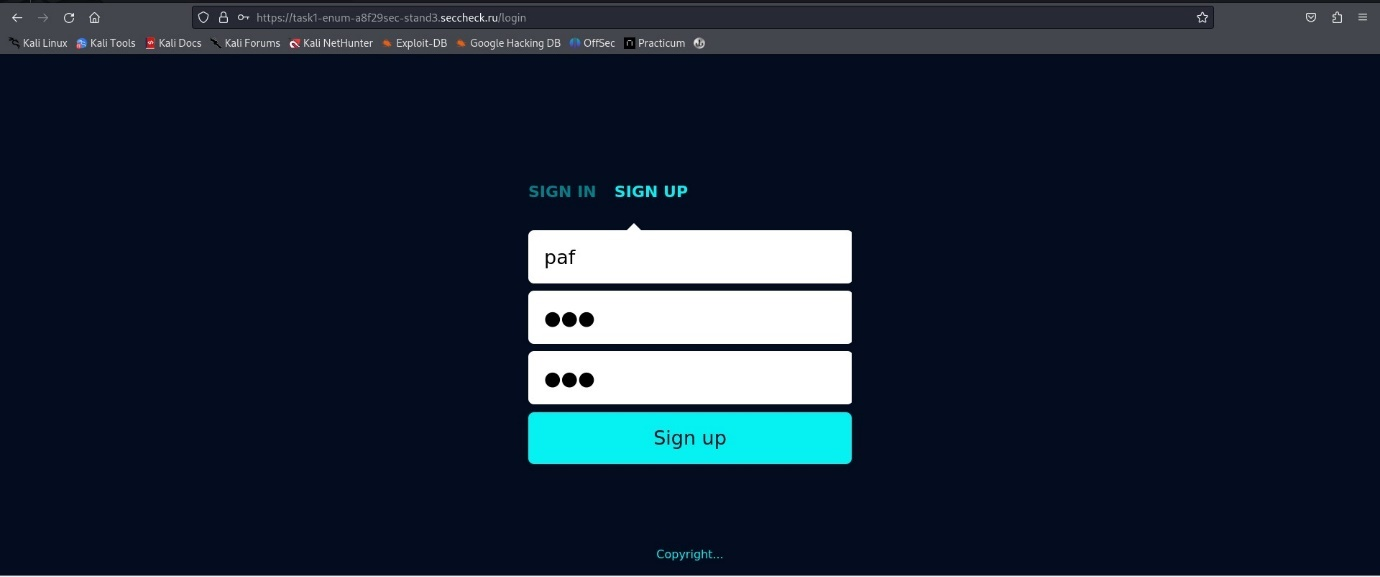 https://task1-enum-a8f29sec-stand3.seccheck.ru/login
Kali Linux Kali Tools Kali Docs Kali Forums Kali NetHunter Exploit-DB Google Hacking DB OffSec Practicum
SIGN IN SIGN UP
paf
Sign up
Copyright...